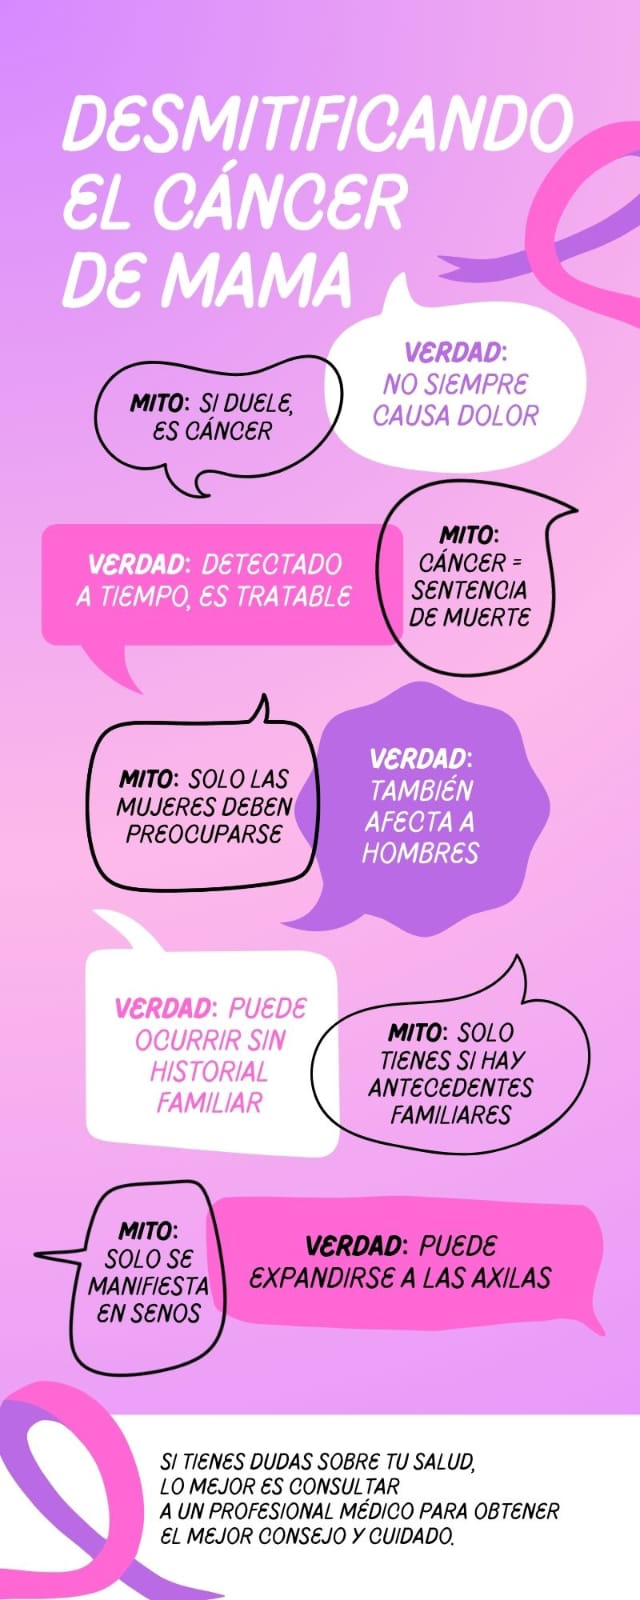 DESMITIFICANDO
EL CÁNCER
DE MAMA
MITO: SI DUELE,
ES CÁNCER
VERDAD:
NO SIEMPRE
CAUSA DOLOR
MITO:
CÁNCER =
SENTENCIA
DE MUERTE
VERDAD: DETECTADO
A TIEMPO, ES TRATABLE
MITO: SOLO LAS
MUJERES DEBEN
PREOCUPARSE
VERDAD:
TAMBIÉN
AFECTA A
HOMBRES
MITO: SOLO
TIENES SI HAY
ANTECEDENTES
FAMILIARES
VERDAD: PUEDE
OCURRIR SIN
HISTORIAL
FAMILIAR
MITO:
SOLO SE
MANIFIESTA
EN SENOS
VERDAD: PUEDE
EXPANDIRSE A LAS AXILAS
SI TIENES DUDAS SOBRE TU SALUD,
LO MEJOR ES CONSULTAR
A UN PROFESIONAL MÉDICO PARA OBTENER
EL MEJOR CONSEJO Y CUIDADO.